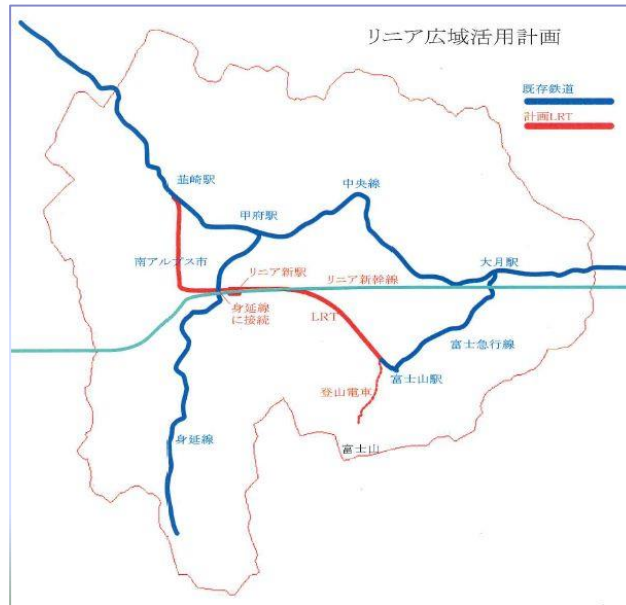 リニア広域活用計画
既存鉄道
計画LRT
韮崎駅
中央線
甲府駅
大月駅
南アルプス市
リニア新駅
リニア新幹線
身延線
に接続
LRT
富士急行線
富士山駅
登山電車
身延線
富士山